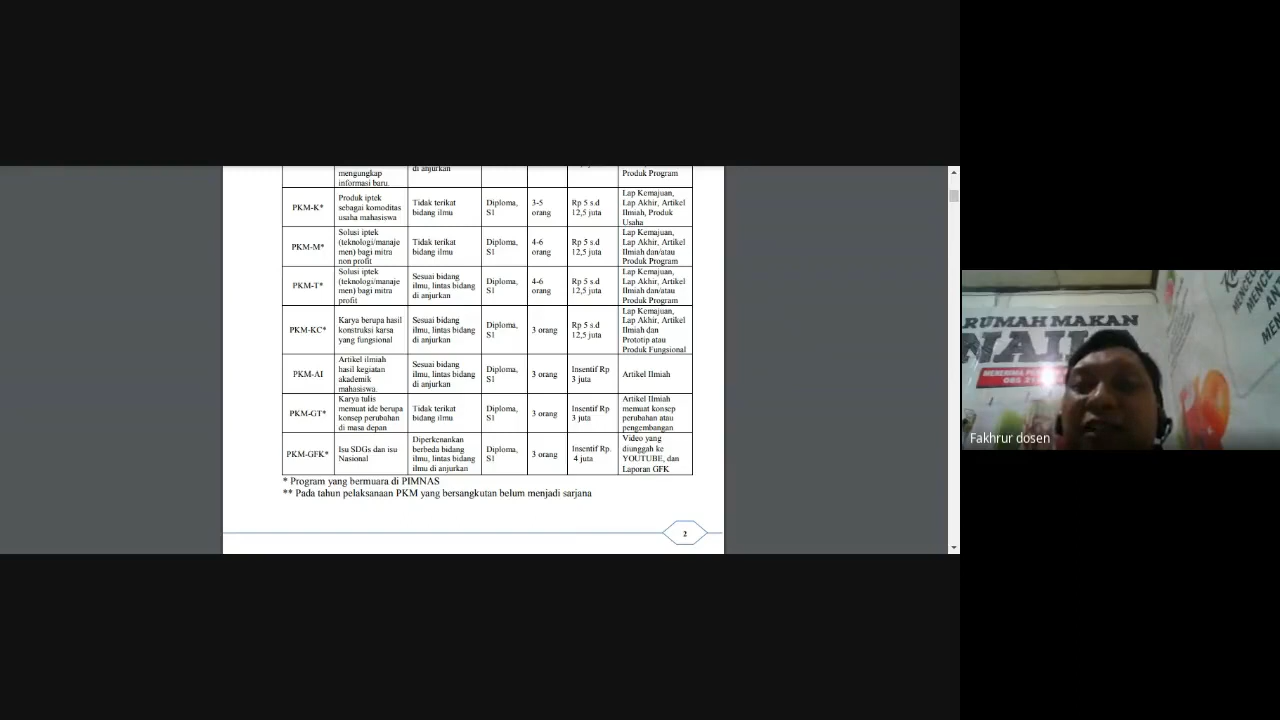 mengungkap
informasi baru.
di anjurkan
Produk Program
PKM-K*
Produk iptek
sebagai komoditas
usaha mahasiswa
Tidak terikat
bidang ilmu
Diploma,
S1
3-5
orang
Rp 5 s.d
12,5 juta
Lap Kemajuan,
Lap Akhir, Artikel
Ilmiah, Produk
Usaha
PKM-M*
Solusi iptek
(teknologi/manaje
men) bagi mitra
non profit
Tidak terikat
bidang ilmu
Diploma,
S1
4-6
orang
Rp 5 s.d
12,5 juta
Lap Kemajuan,
Lap Akhir, Artikel
Ilmiah dan/atau
Produk Program
PKM-T*
Solusi iptek
(teknologi/manaje
men) bagi mitra
profit
Sesuai bidang
ilmu, lintas bidang
di anjurkan
Diploma,
S1
4-6
orang
Rp 5 s.d
12,5 juta
Lap Kemajuan,
Lap Akhir, Artikel
Ilmiah dan/atau
Produk Program
PKM-KC*
Karya berupa hasil
konstruksi karsa
yang fungsional
Sesuai bidang
ilmu, lintas bidang
di anjurkan
Diploma,
S1
3 orang
Rp 5 s.d
12,5 juta
Lap Kemajuan,
Lap Akhir, Artikel
Ilmiah dan
Prototip atau
Produk Fungsional
PKM-AI
Artikel ilmiah
hasil kegiatan
akademik
mahasiswa.
Sesuai bidang
ilmu, lintas bidang
di anjurkan
Diploma,
S1
3 orang
Insentif Rp
3 juta
Artikel Ilmiah
PKM-GT*
Karya tulis
memuat ide berupa
konsep perubahan
di masa depan
Tidak terikat
bidang ilmu
Diploma,
S1
3 orang
Insentif Rp
3 juta
Artikel Ilmiah
memuat konsep
perubahan atau
pengembangan
PKM-GFK*
Isu SDGs dan isu
Nasional
Diperkenankan
berbeda bidang
ilmu, lintas bidang
ilmu di anjurkan
Diploma,
S1
3 orang
Insentif Rp.
4 juta
Video yang
diunggah ke
YOUTUBE, dan
Laporan GFK
* Program yang bermuara di PIMNAS
** Pada tahun pelaksanaan PKM yang bersangkutan belum menjadi sarjana
2
RUMAH MAKAN
NAIL
MENERIMA
Fakhrur dosen